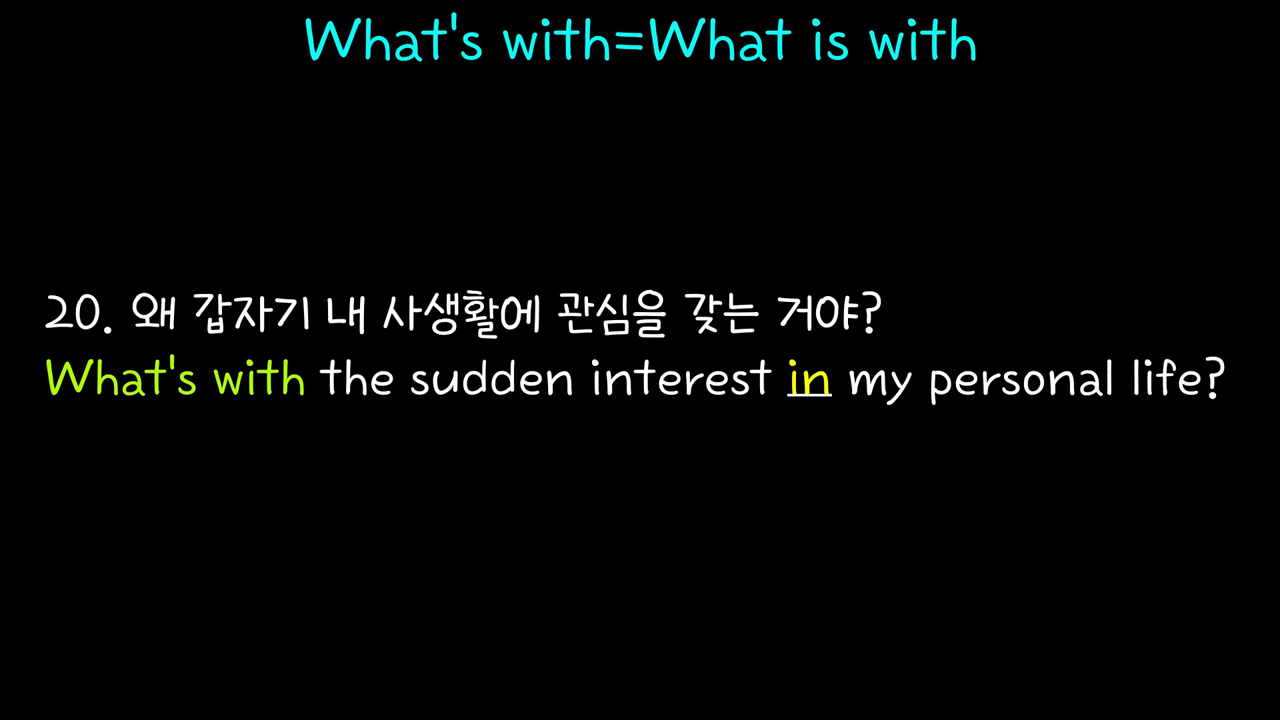 What's with=What is with
20. 왜 갑자기 내 사생활에 관심을 갖는 거야?
What's with the sudden interest in my personal life?